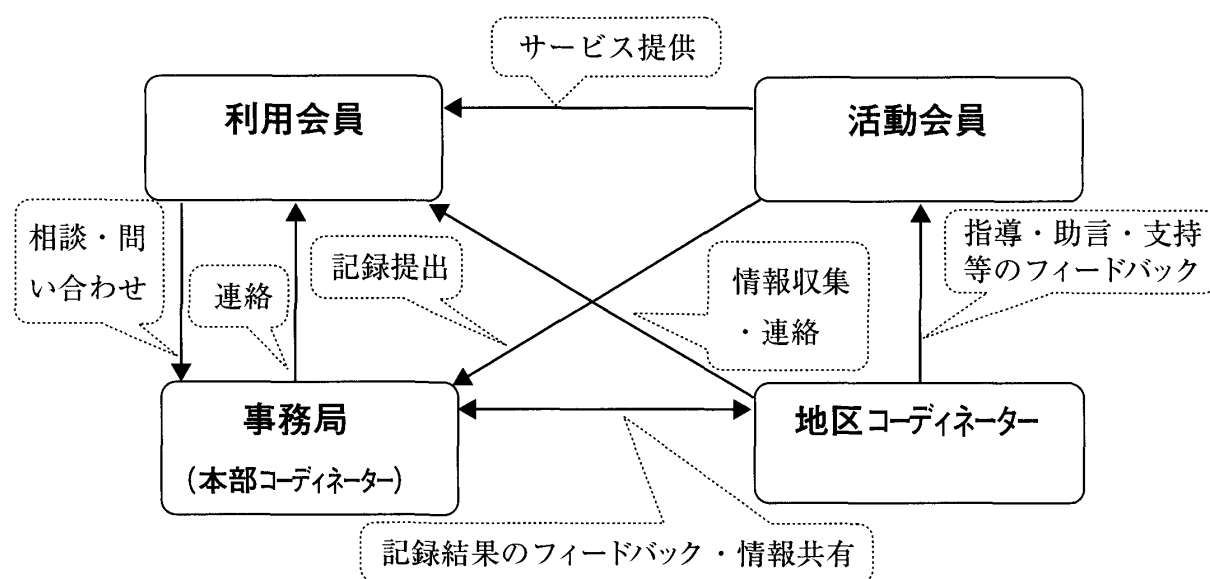 サービス提供
利用会員
活動会員
相談・問
い合わせ
連絡
記録提出
情報収集
・連絡
指導・助言・支持
等のフィードバック
事務局
（本部コーディネーター）
地区コーディネーター
記録結果のフィードバック・情報共有